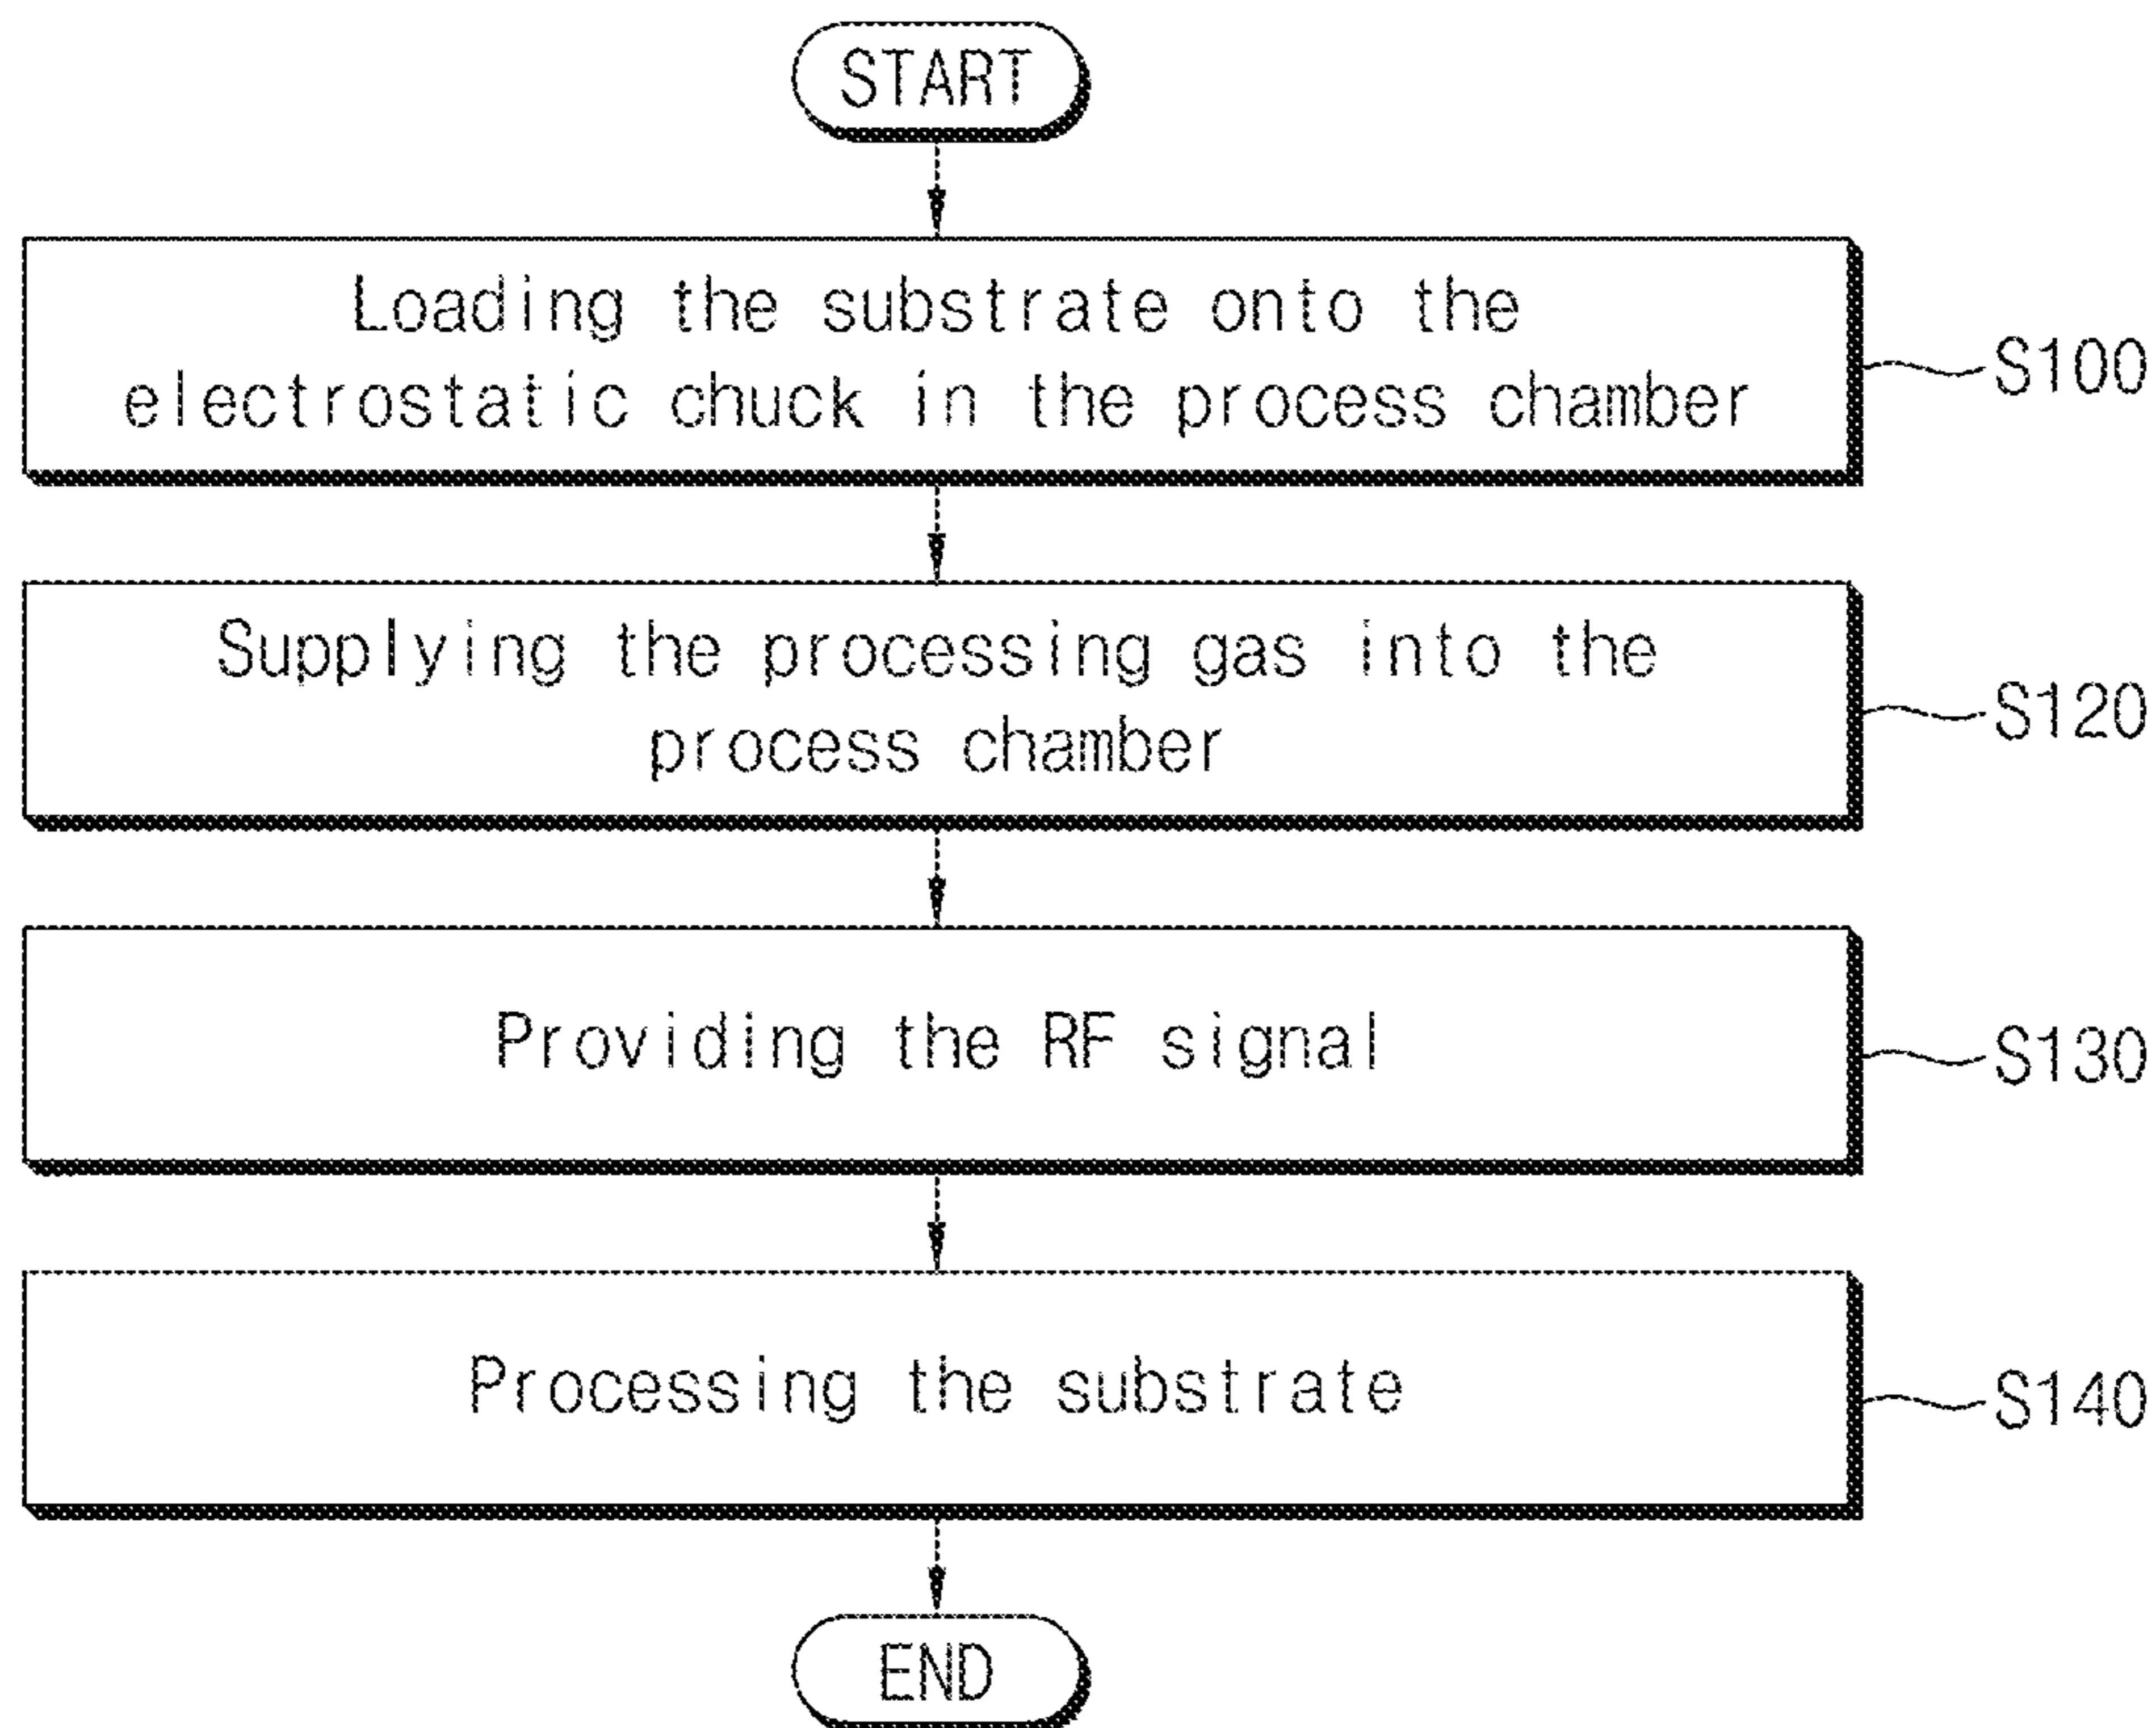 START
Loading the substrate onto the
electrostatic chuck in the process chamber
S100
Supplying the processing gas into the
process chamber
S120
Providing the RF signal
S130
Processing the substrate
S140
END